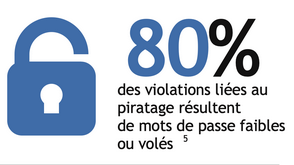 80%
des violations liées au
piratage résultent
de mots de passe faibles
ou volés 5